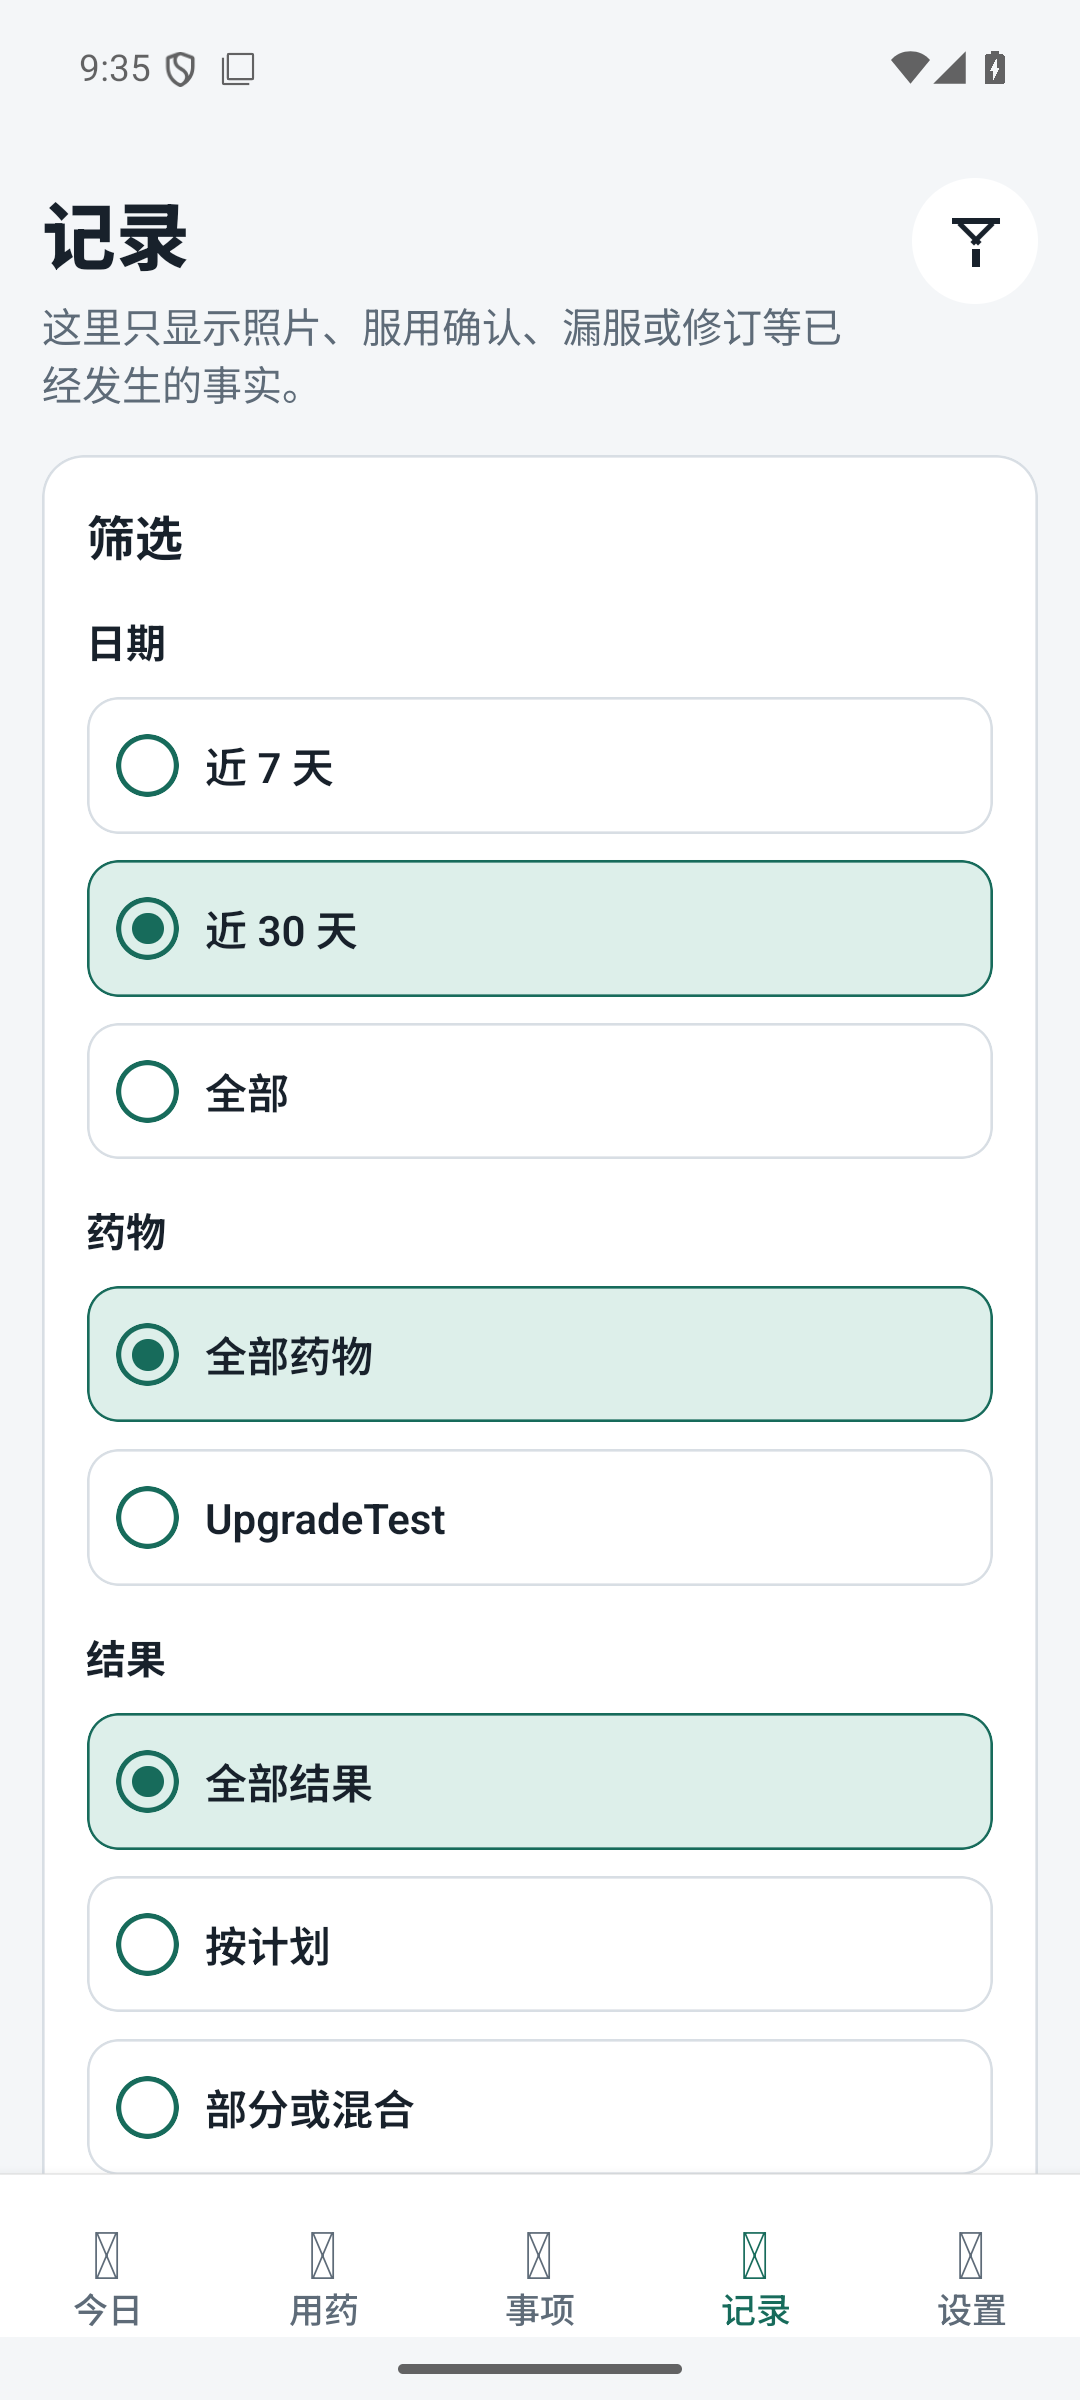 9:35
记录
这里只显示照片、服用确认、漏服或修订等已
经发生的事实。
筛选
日期
近 7 天
近 30 天
全部
药物
全部药物
UpgradeTest
结果
全部结果
按计划
部分或混合
今日
用药
事项
记录
设置